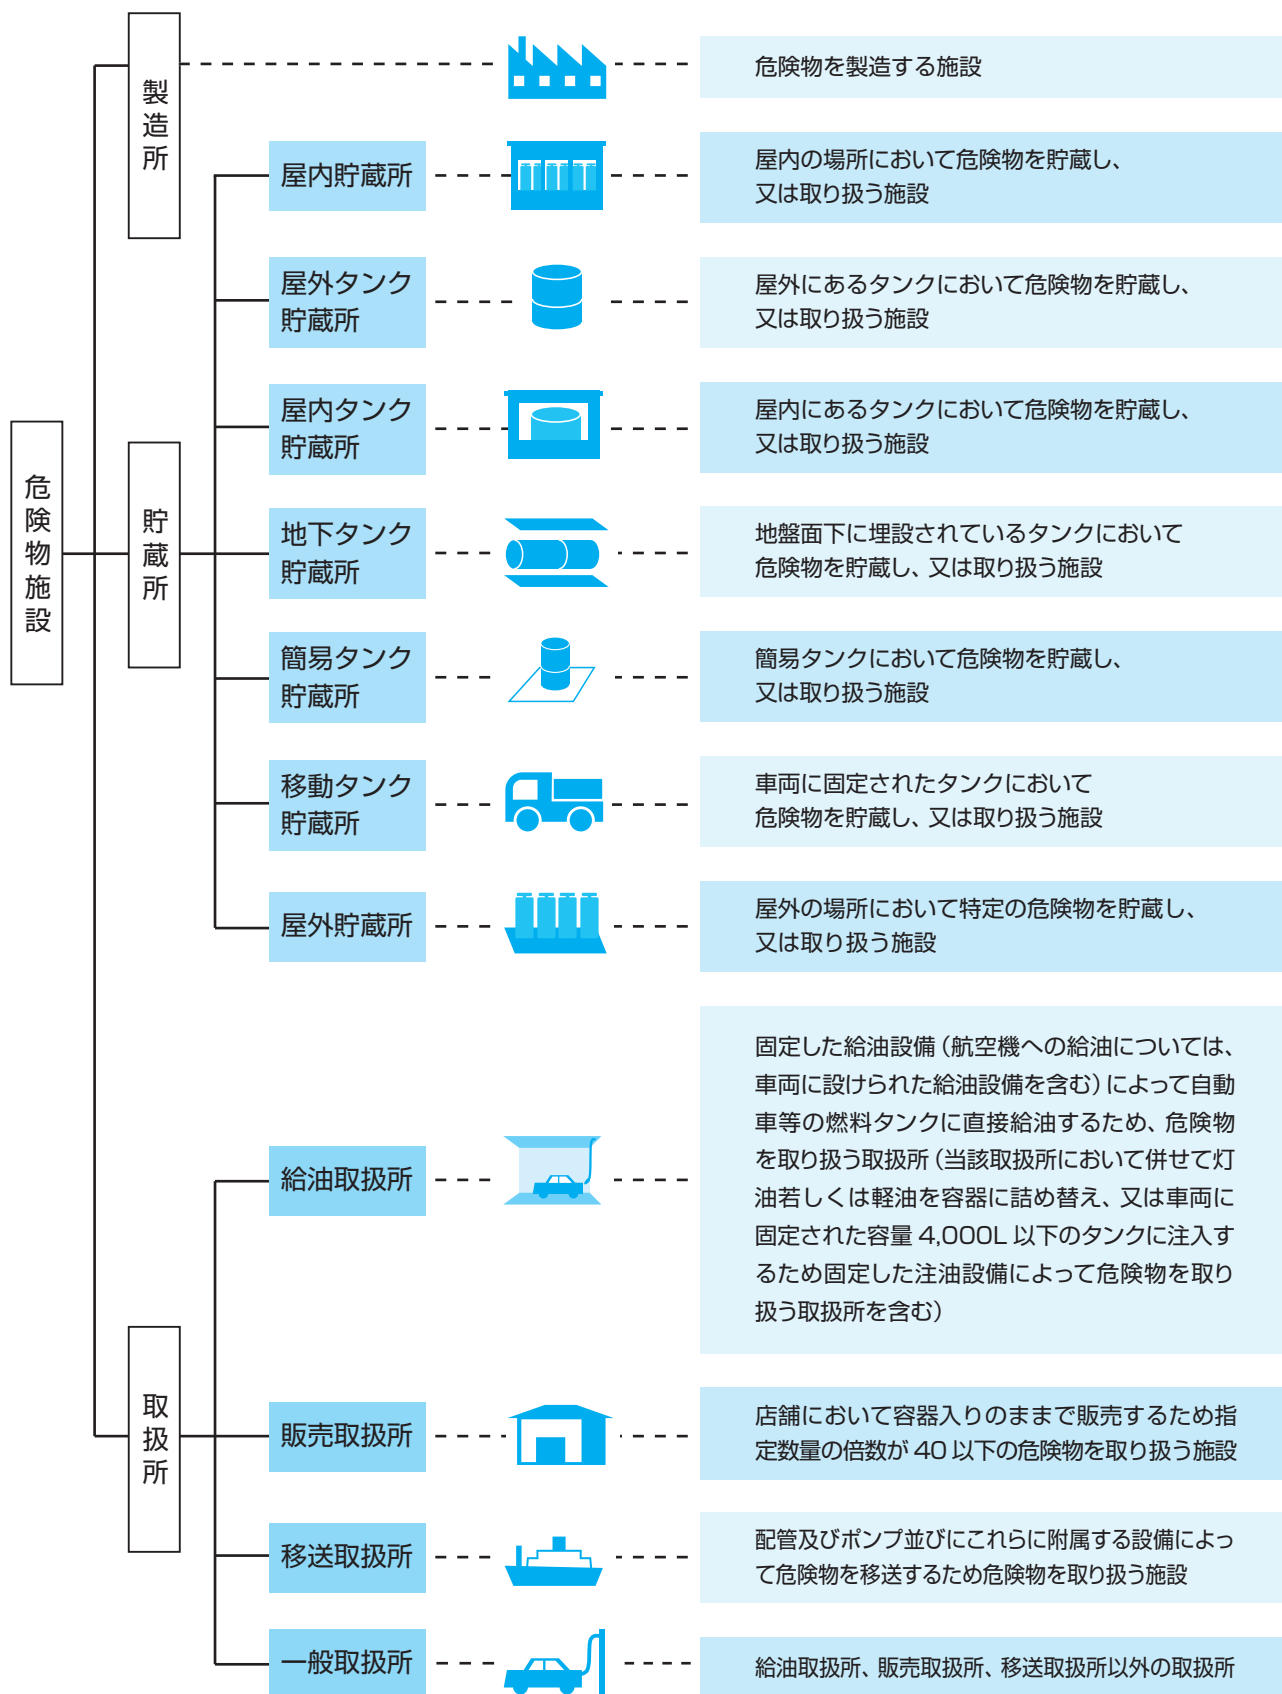 危険物施設
製造所
危険物を製造する施設
貯蔵所
屋内貯蔵所
屋内の場所において危険物を貯蔵し、
又は取り扱う施設
屋外タンク
貯蔵所
屋外にあるタンクにおいて危険物を貯蔵し、
又は取り扱う施設
屋内タンク
貯蔵所
屋内にあるタンクにおいて危険物を貯蔵し、
又は取り扱う施設
地下タンク
貯蔵所
地盤面下に埋設されているタンクにおいて
危険物を貯蔵し、又は取り扱う施設
簡易タンク
貯蔵所
簡易タンクにおいて危険物を貯蔵し、
又は取り扱う施設
移動タンク
貯蔵所
車両に固定されたタンクにおいて
危険物を貯蔵し、又は取り扱う施設
屋外貯蔵所
屋外の場所において特定の危険物を貯蔵し、
又は取り扱う施設
取扱所
給油取扱所
固定した給油設備（航空機への給油については、
車両に設けられた給油設備を含む）によって自動
車等の燃料タンクに直接給油するため、危険物
を取り扱う取扱所（当該取扱所において併せて灯
油若しくは軽油を容器に詰め替え、又は車両に
固定された容量 4,000L 以下のタンクに注入す
るため固定した注油設備によって危険物を取り
扱う取扱所を含む）
販売取扱所
店舗において容器入りのままで販売するため指
定数量の倍数が 40 以下の危険物を取り扱う施設
移送取扱所
配管及びポンプ並びにこれらに附属する設備によっ
て危険物を移送するため危険物を取り扱う施設
一般取扱所
給油取扱所、販売取扱所、移送取扱所以外の取扱所